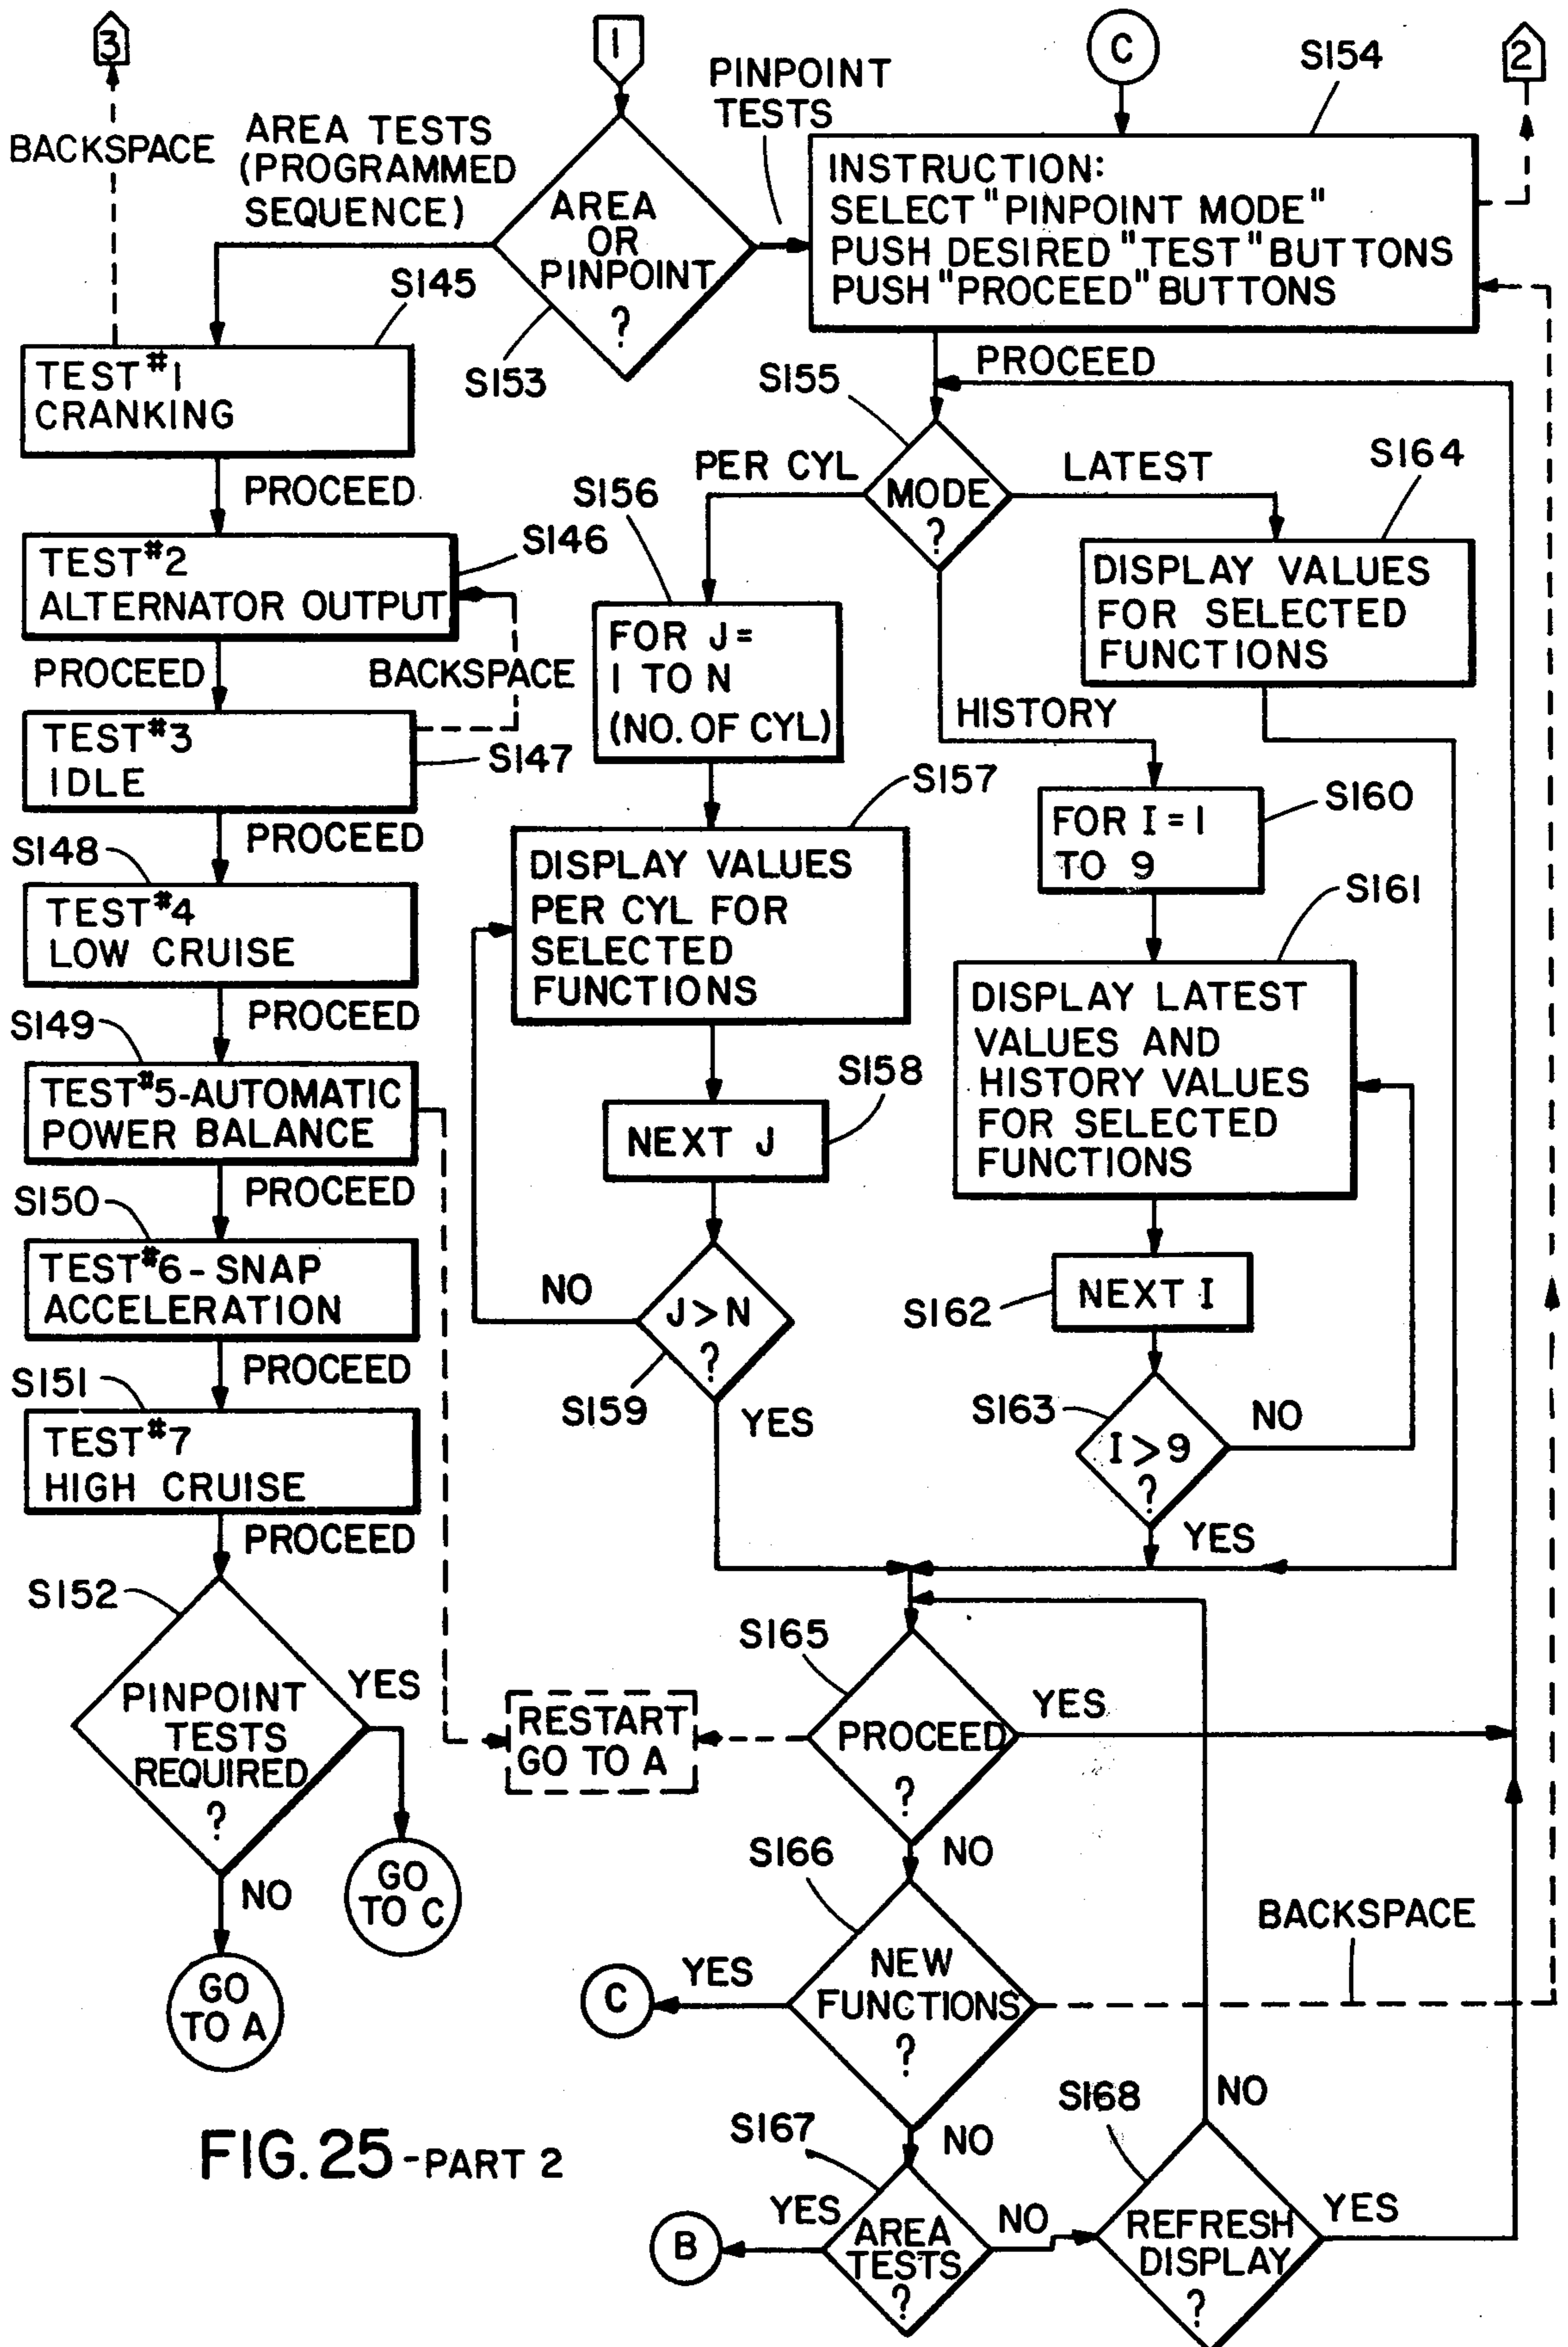 3
BACKSPACE
1
AREA TESTS
(PROGRAMMED
SEQUENCE)
AREA
OR
PINPOINT
?
S153
PINPOINT
TESTS
C
S154
2
INSTRUCTION:
SELECT "PINPOINT MODE"
PUSH DESIRED "TEST" BUTTONS
PUSH "PROCEED" BUTTONS
S145
TEST #1
CRANKING
PROCEED
TEST #2
ALTERNATOR OUTPUT
S146
PROCEED
BACKSPACE
TEST #3
IDLE
S147
PROCEED
S148
TEST #4
LOW CRUISE
PROCEED
S149
TEST #5-AUTOMATIC
POWER BALANCE
PROCEED
S150
TEST #6-SNAP
ACCELERATION
PROCEED
S151
TEST #7
HIGH CRUISE
PROCEED
S152
PINPOINT
TESTS
REQUIRED
?
YES
GO
TO C
NO
GO
TO A
PROCEED
S155
MODE
?
PER CYL
LATEST
HISTORY
S156
FOR J=
1 TO N
(NO. OF CYL)
S157
DISPLAY VALUES
PER CYL FOR
SELECTED
FUNCTIONS
S158
NEXT J
J>N
?
NO
S159
YES
S164
DISPLAY VALUES
FOR SELECTED
FUNCTIONS
FOR I=1
TO 9
S160
S161
DISPLAY LATEST
VALUES AND
HISTORY VALUES
FOR SELECTED
FUNCTIONS
NEXT I
S162
S163
I>9
?
NO
YES
S165
PROCEED
?
YES
RESTART
GO TO A
NO
S166
NEW
FUNCTIONS
?
YES
C
BACKSPACE
NO
S167
AREA
TESTS
?
YES
B
NO
S168
REFRESH
DISPLAY
?
NO
YES
FIG. 25-PART 2